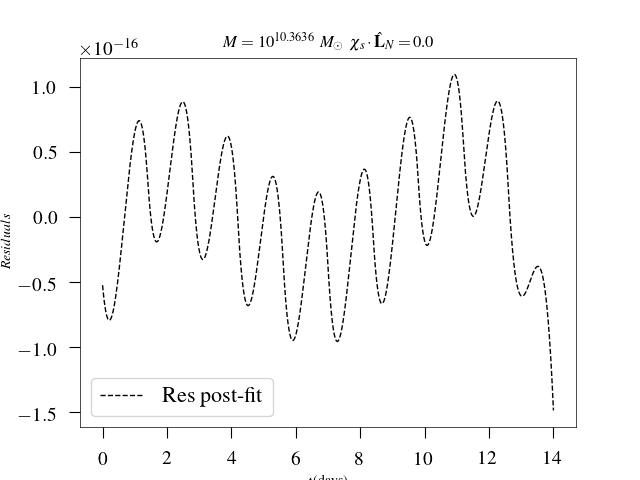 ×10⁻¹⁶
M = 10^{10.3636} M_⊙ χ_s · L̂_N = 0.0
1.0
0.5
0.0
−0.5
−1.0
−1.5
Residuals
Res post-fit
0 2 4 6 8 10 12 14
t(days)